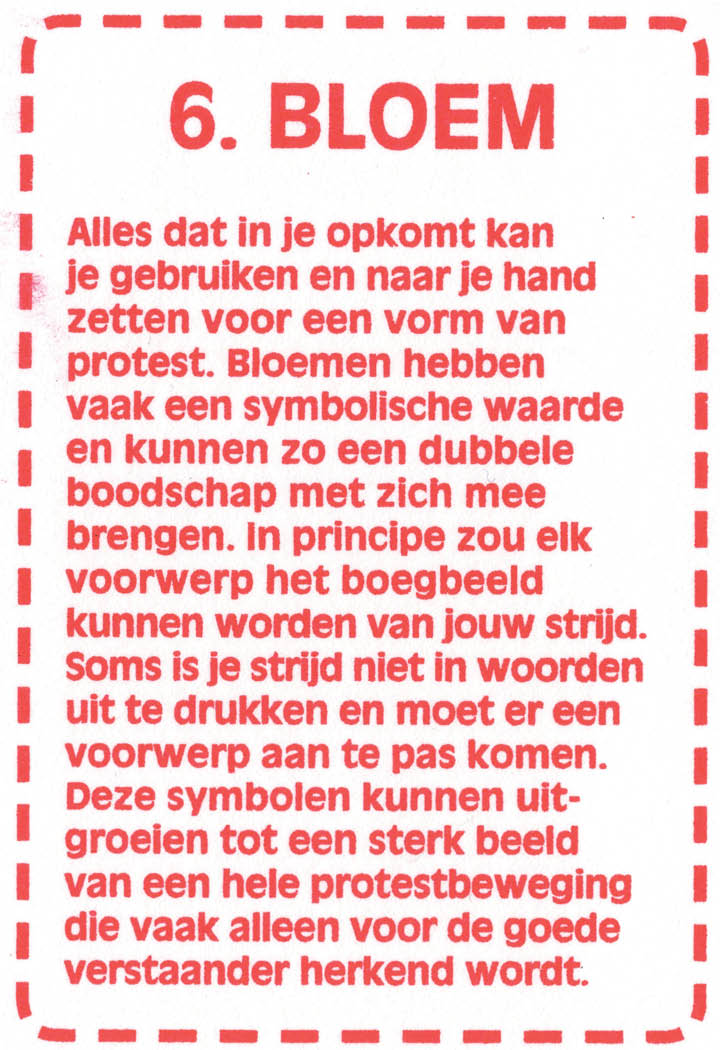 6. BLOEM
Alles dat in je opkomt kan
je gebruiken en naar je hand
zetten voor een vorm van
protest. Bloemen hebben
vaak een symbolische waarde
en kunnen zo een dubbele
boodschap met zich mee
brengen. In principe zou elk
voorwerp het boegbeeld
kunnen worden van jouw strijd.
Soms is je strijd niet in woorden
uit te drukken en moet er een
voorwerp aan te pas komen.
Deze symbolen kunnen uit-
groeien tot een sterk beeld
van een hele protestbeweging
die vaak alleen voor de goede
verstaander herkend wordt.